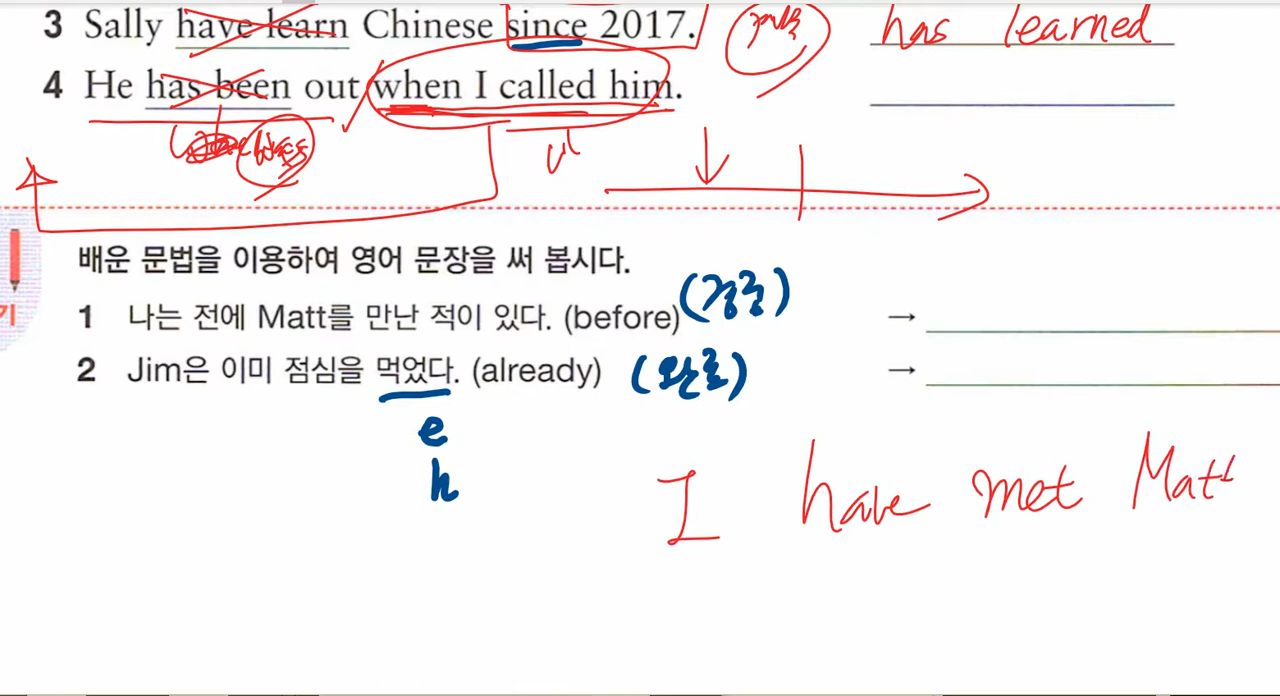 3 Sally have learn Chinese since 2017. (계속) has learned
4 He has been out when I called him.
was
배운 문법을 이용하여 영어 문장을 써 봅시다.
기
1 나는 전에 Matt를 만난 적이 있다. (before) (경험) →
2 Jim은 이미 점심을 먹었다. (already) (완료) →
e
h
I have met Matt